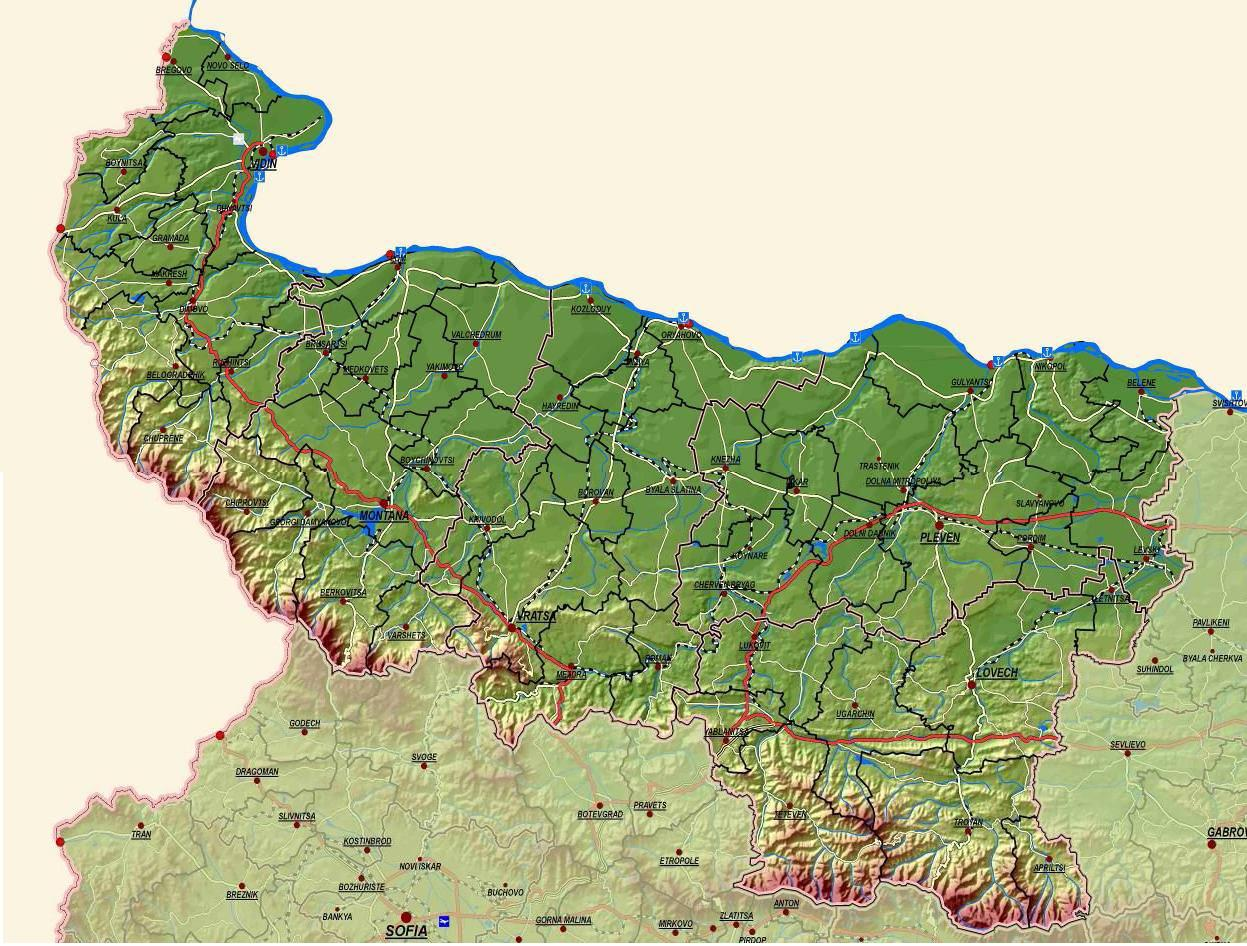 BREGOVO
NOVO SELO
VIDIN
BOYNITSA
DUNAVTSI
KULA
GRAMADA
MAKRESH
DIMOVO
KOZLODUY
VALCHEDRUM
ORYAHOVO
BRUSARTSI
RUZHINTSI
BELOGRADCHIK
MEDKOVETS
YAKIMOVO
MIZIYA
NIKOPOL
GULYANTSI
BELENE
HAYREDIN
SVISHTOV
CHUPRENE
BOYCHINOVTSI
KNEZHA
TRASTENIK
ISKAR
DOLNA MITROPOLIYA
BYALA SLATINA
BOROVAN
CHIPROVTSI
SLAVYANOVO
MONTANA
GEORGI DAMYANOVO
KRIVODOL
DOLNI DABNIK
PLEVEN
PORDIM
LEVSKI
KOYNARE
CHERVEN BRYAG
BERKOVITSA
LETNITSA
VRATSA
VARSHETS
PAVLIKENI
LUKOVIT
ROMAN
BYALA CHERKVA
SUHINDOL
MEZDRA
LOVECH
UGARCHIN
GODECH
YABLANITSA
SEVLIEVO
SVOGE
DRAGOMAN
PRAVETS
BOTEVGRAD
SLIVNITSA
TETEVEN
TROYAN
TRAN
GABROV
KOSTINBROD
ETROPOLE
NOVI ISKAR
APRILTSI
BOZHURISTE
BREZNIK
BUCHOVO
ANTON
BANKYA
ZLATITSA
GORNA MALINA
MIRKOVO
SOFIA
PIRDOP